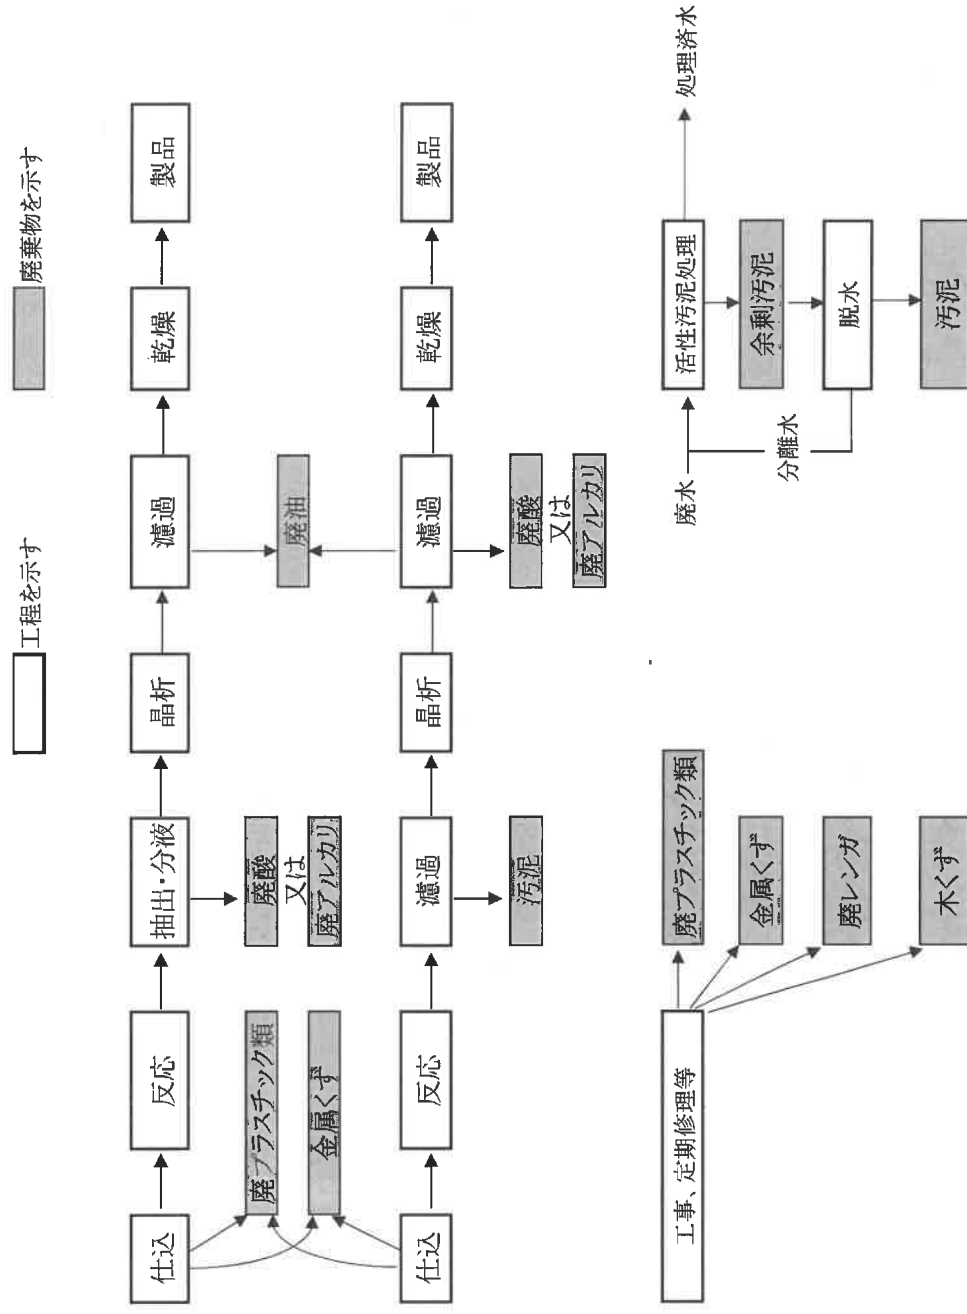 工程を示す
廃棄物を示す
仕込
反応
抽出・分液
晶析
濾過
乾燥
製品
廃プラスチック類
金属くず
廃酸
又は
廃アルカリ
廃油
仕込
反応
濾過
晶析
濾過
乾燥
製品
汚泥
廃酸
又は
廃アルカリ
工事、定期修理等
廃プラスチック類
金属くず
廃レンガ
木くず
廃水
活性汚泥処理
処理済水
余剰汚泥
分離水
脱水
汚泥